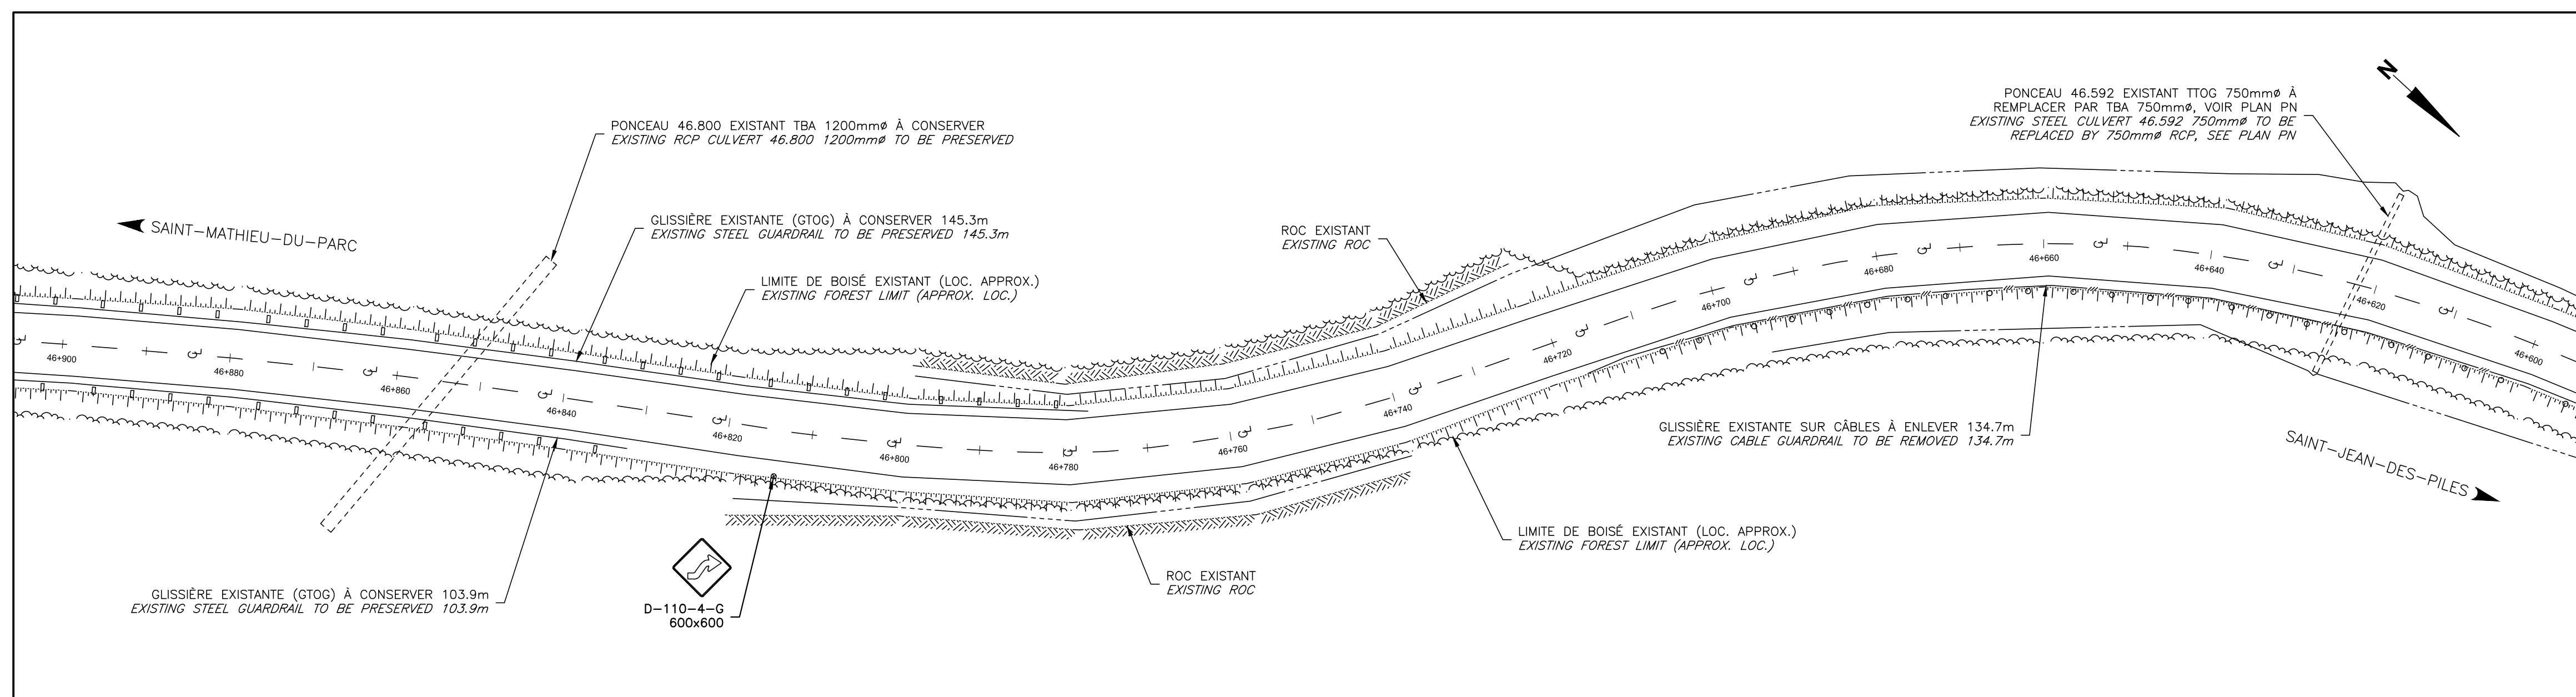 N
PONCEAU 46.592 EXISTANT TTOG 750mmø À
REMPLACER PAR TBA 750mmø, VOIR PLAN PN
EXISTING STEEL CULVERT 46.592 750mmø TO BE
REPLACED BY 750mmø RCP, SEE PLAN PN
PONCEAU 46.800 EXISTANT TBA 1200mmø À CONSERVER
EXISTING RCP CULVERT 46.800 1200mmø TO BE PRESERVED
SAINT-MATHIEU-DU-PARC
GLISSIÈRE EXISTANTE (GTOG) À CONSERVER 145.3m
EXISTING STEEL GUARDRAIL TO BE PRESERVED 145.3m
ROC EXISTANT
EXISTING ROC
LIMITE DE BOISÉ EXISTANT (LOC. APPROX.)
EXISTING FOREST LIMIT (APPROX. LOC.)
46+900
46+880
46+860
46+840
46+820
46+800
46+780
46+760
46+740
46+720
46+700
46+680
46+660
46+640
46+620
46+600
GLISSIÈRE EXISTANTE SUR CÂBLES À ENLEVER 134.7m
EXISTING CABLE GUARDRAIL TO BE REMOVED 134.7m
SAINT-JEAN-DES-PILES
LIMITE DE BOISÉ EXISTANT (LOC. APPROX.)
EXISTING FOREST LIMIT (APPROX. LOC.)
ROC EXISTANT
EXISTING ROC
GLISSIÈRE EXISTANTE (GTOG) À CONSERVER 103.9m
EXISTING STEEL GUARDRAIL TO BE PRESERVED 103.9m
D-110-4-G
600x600